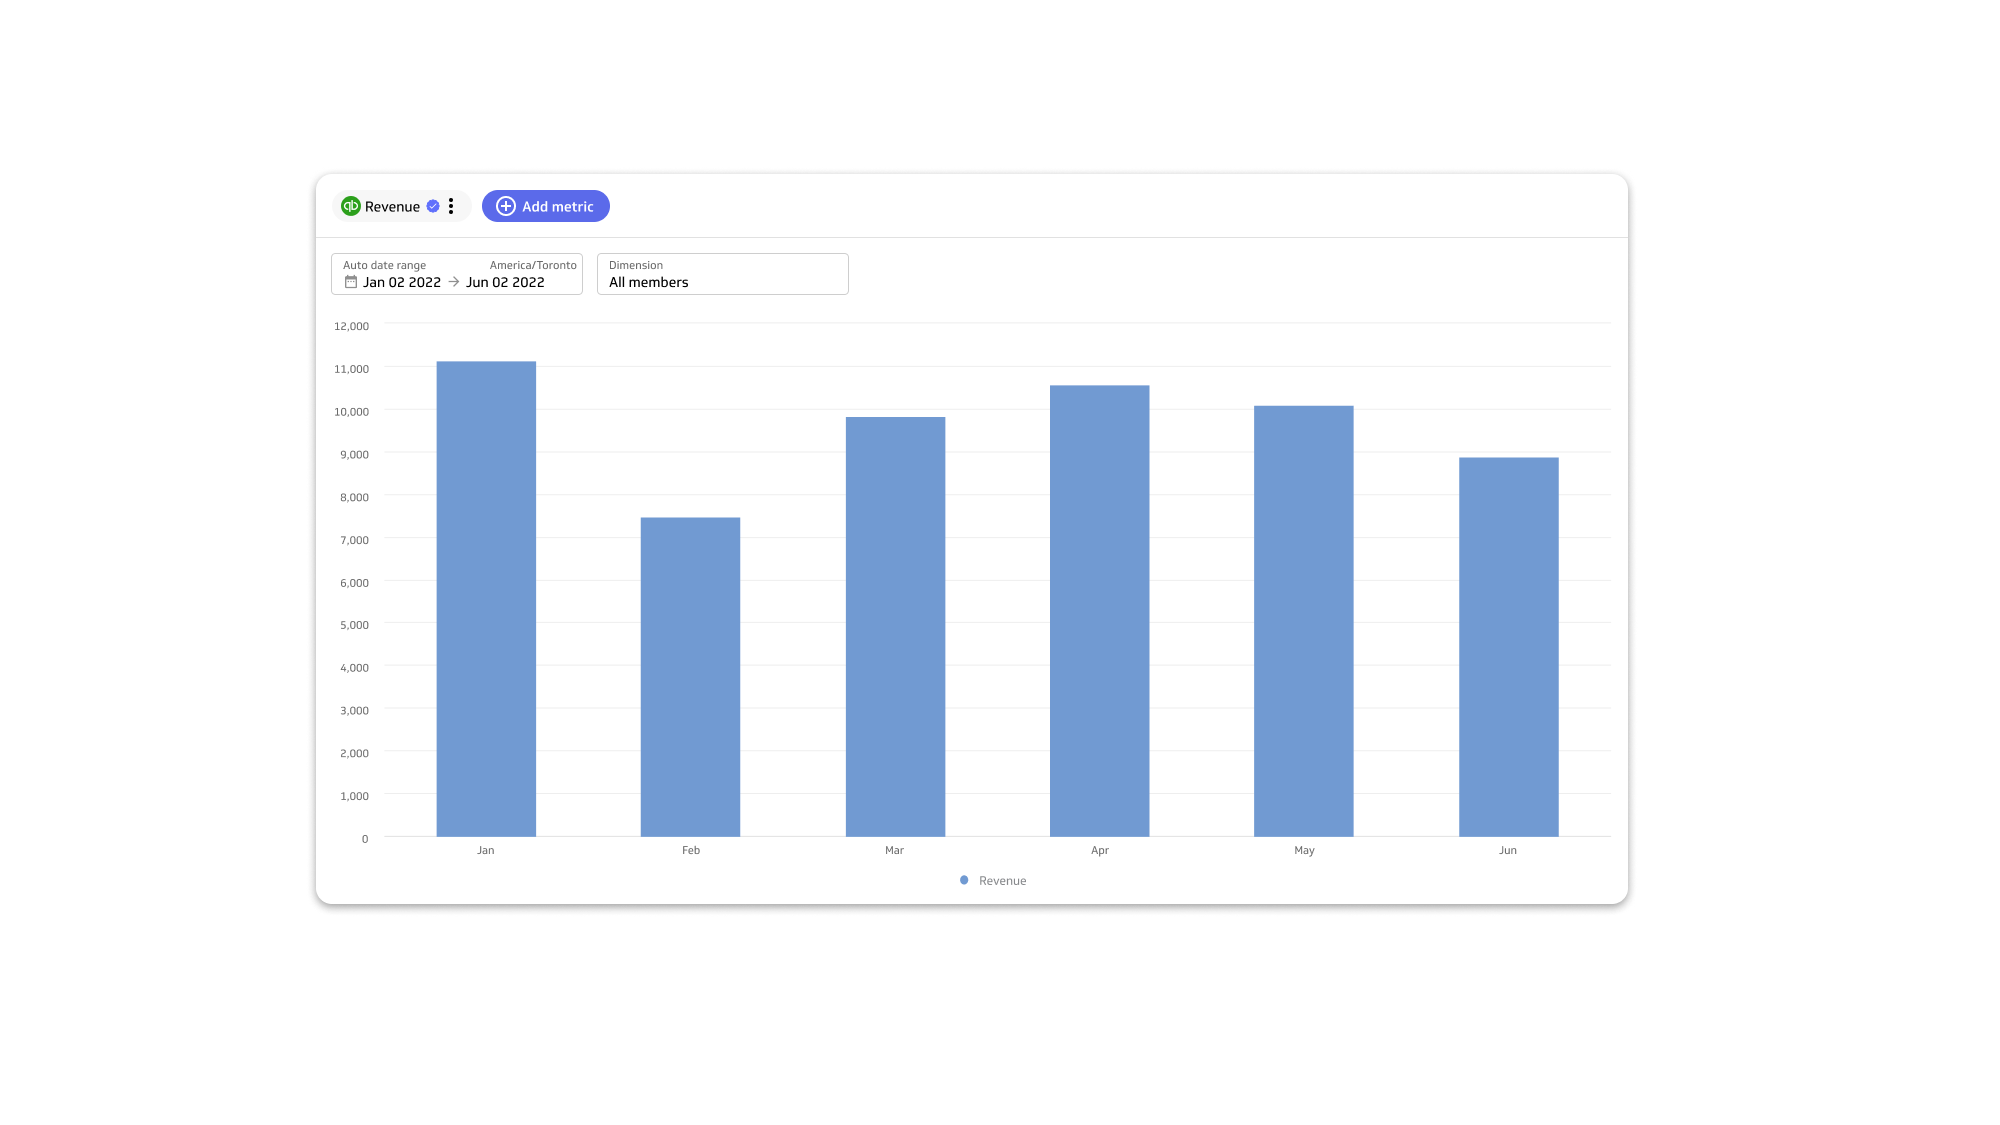 qb Revenue
Add metric
Auto date range America/Toronto
Jan 02 2022 → Jun 02 2022
Dimension
All members
12,000
11,000
10,000
9,000
8,000
7,000
6,000
5,000
4,000
3,000
2,000
1,000
0
Jan Feb Mar Apr May Jun
Revenue